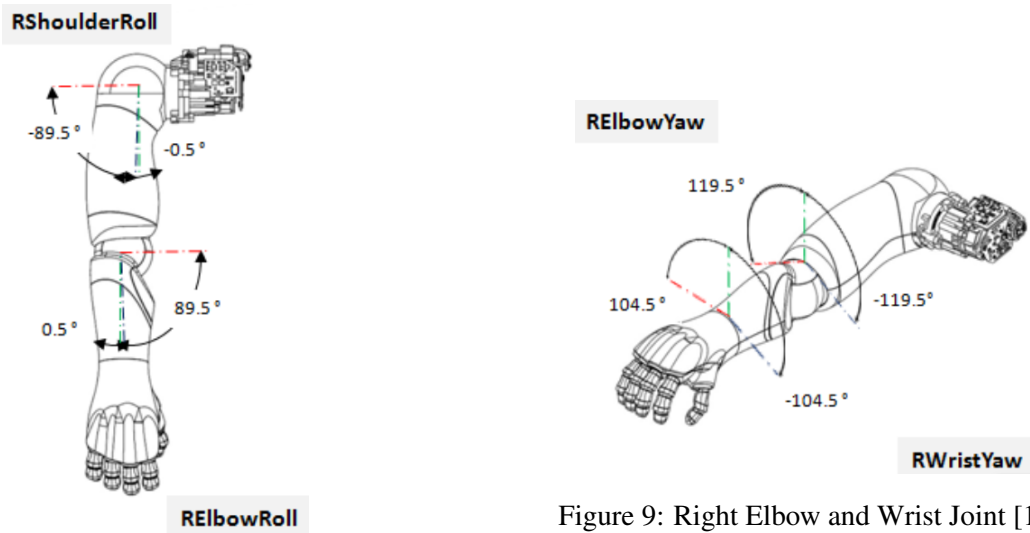 RShoulderRoll
-89.5°
-0.5°
89.5°
0.5°
RElbowRoll
RElbowYaw
119.5°
104.5°
-119.5°
-104.5°
RWristYaw
Figure 9: Right Elbow and Wrist Joint [1